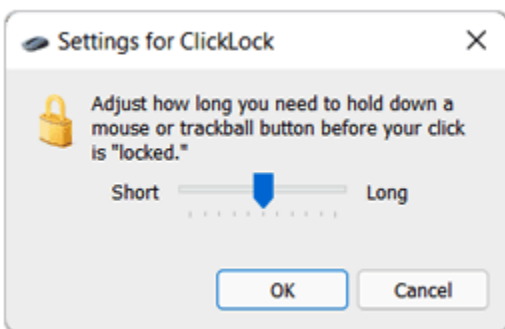 Settings for ClickLock
Adjust how long you need to hold down a
mouse or trackball button before your click
is "locked."
Short Long
OK Cancel